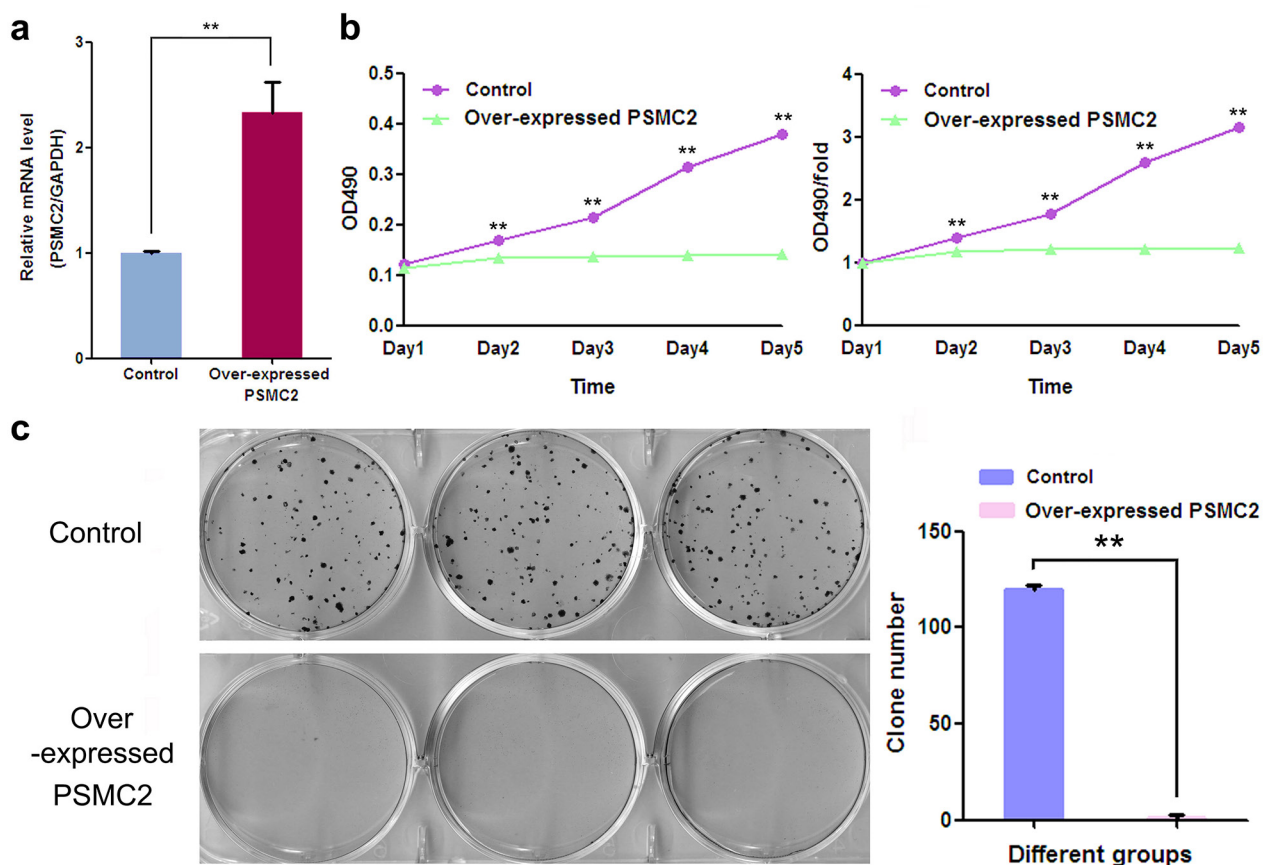 a
**
3
2
1
0
Relative mRNA level
(PSMC2/GAPDH)
Control
Over-expressed
PSMC2
b
0.5
0.4
0.3
0.2
0.1
0.0
OD490
Control
Over-expressed PSMC2
**
**
**
**
Day1 Day2 Day3 Day4 Day5
Time
4
3
2
1
0
OD490/fold
Control
Over-expressed PSMC2
**
**
**
**
Day1 Day2 Day3 Day4 Day5
Time
c
Control
Over
-expressed
PSMC2
Control
Over-expressed PSMC2
150
100
50
0
Clone number
**
Different groups